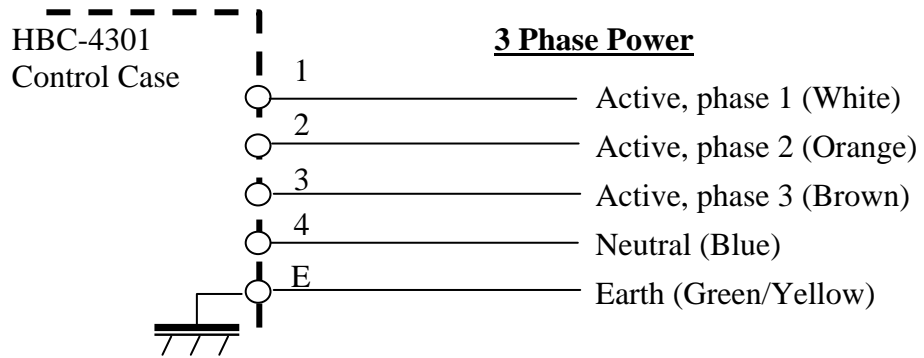 HBC-4301
Control Case
3 Phase Power
1
Active, phase 1 (White)
2
Active, phase 2 (Orange)
3
Active, phase 3 (Brown)
4
Neutral (Blue)
E
Earth (Green/Yellow)